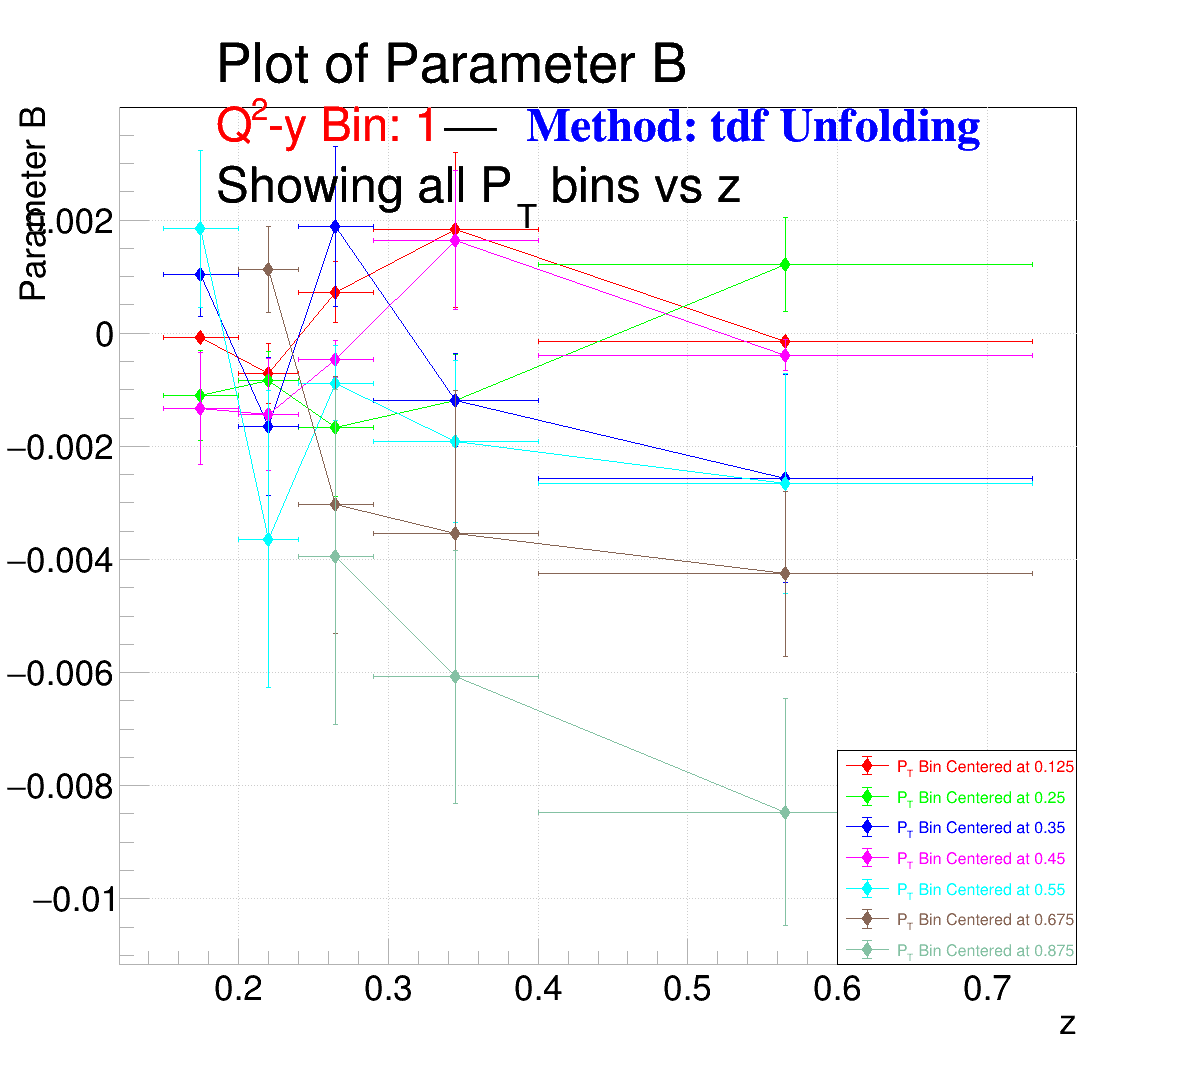 Plot of Parameter B
Q2-y Bin: 1 — Method: tdf Unfolding
Showing all PT bins vs z
Parameter B
0.002
0
−0.002
−0.004
−0.006
−0.008
−0.01
PT Bin Centered at 0.125
PT Bin Centered at 0.25
PT Bin Centered at 0.35
PT Bin Centered at 0.45
PT Bin Centered at 0.55
PT Bin Centered at 0.675
PT Bin Centered at 0.875
0.2 0.3 0.4 0.5 0.6 0.7
z